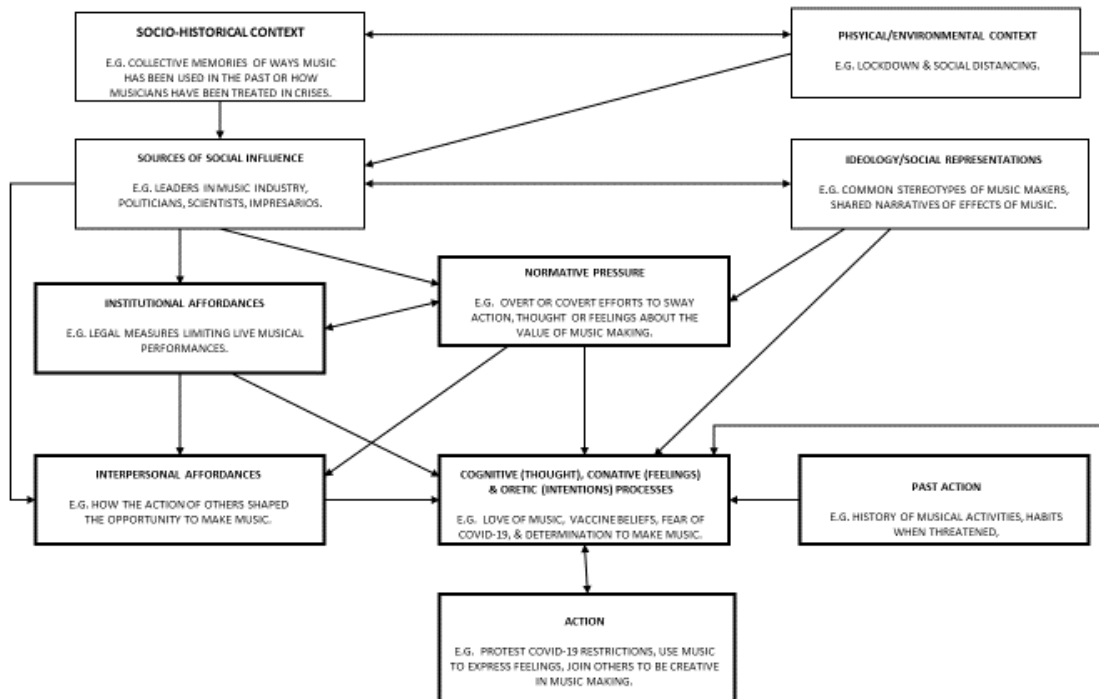 SOCIO-HISTORICAL CONTEXT
E.G. COLLECTIVE MEMORIES OF WAYS MUSIC
HAS BEEN USED IN THE PAST OR HOW
MUSICIANS HAVE BEEN TREATED IN CRISES.
PHSYICAL/ENVIRONMENTAL CONTEXT
E.G. LOCKDOWN & SOCIAL DISTANCING.
SOURCES OF SOCIAL INFLUENCE
E.G. LEADERS IN MUSIC INDUSTRY,
POLITICIANS, SCIENTISTS, IMPRESARIOS.
IDEOLOGY/SOCIAL REPRESENTATIONS
E.G. COMMON STEREOTYPES OF MUSIC MAKERS,
SHARED NARRATIVES OF EFFECTS OF MUSIC.
INSTITUTIONAL AFFORDANCES
E.G. LEGAL MEASURES LIMITING LIVE MUSICAL
PERFORMANCES.
NORMATIVE PRESSURE
E.G. OVERT OR COVERT EFFORTS TO SWAY
ACTION, THOUGHT OR FEELINGS ABOUT THE
VALUE OF MUSIC MAKING.
INTERPERSONAL AFFORDANCES
E.G. HOW THE ACTION OF OTHERS SHAPED
THE OPPORTUNITY TO MAKE MUSIC.
COGNITIVE (THOUGHT), CONATIVE (FEELINGS)
& ORETIC (INTENTIONS) PROCESSES
E.G. LOVE OF MUSIC, VACCINE BELIEFS, FEAR OF
COVID-19, & DETERMINATION TO MAKE MUSIC.
PAST ACTION
E.G. HISTORY OF MUSICAL ACTIVITIES, HABITS
WHEN THREATENED,
ACTION
E.G. PROTEST COVID-19 RESTRICTIONS, USE MUSIC
TO EXPRESS FEELINGS, JOIN OTHERS TO BE CREATIVE
IN MUSIC MAKING.